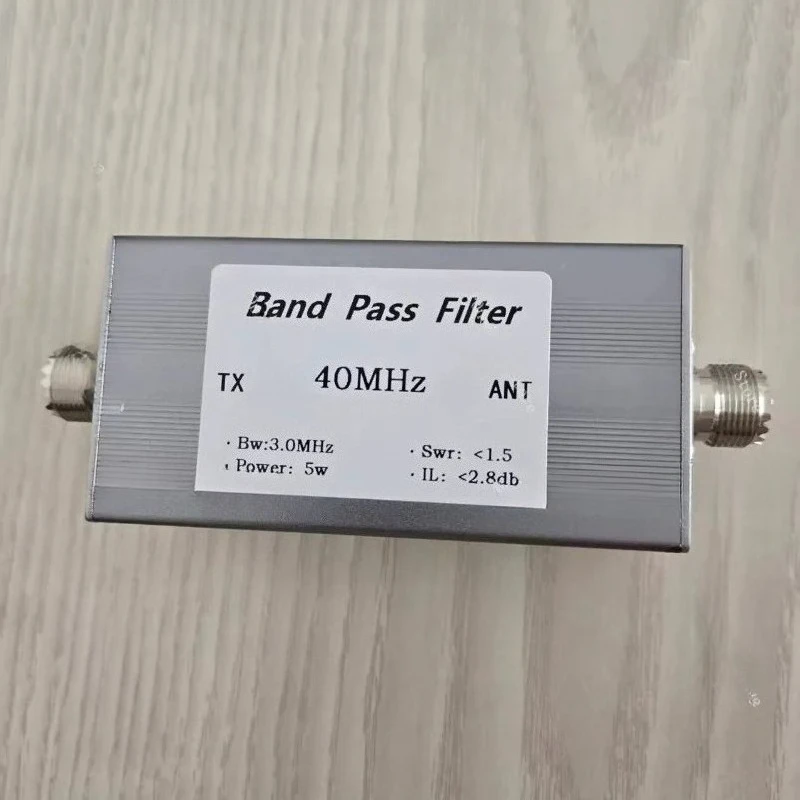 Band Pass Filter
TX 40MHz ANT
· Bw:3.0MHz · Swr: <1.5
· Power: 5w · IL: <2.8db